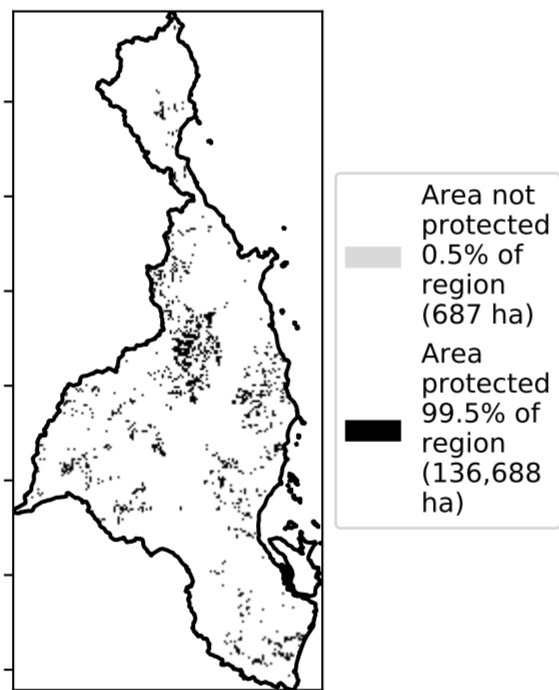 Area not
protected
0.5% of
region
(687 ha)
Area
protected
99.5% of
region
(136,688
ha)